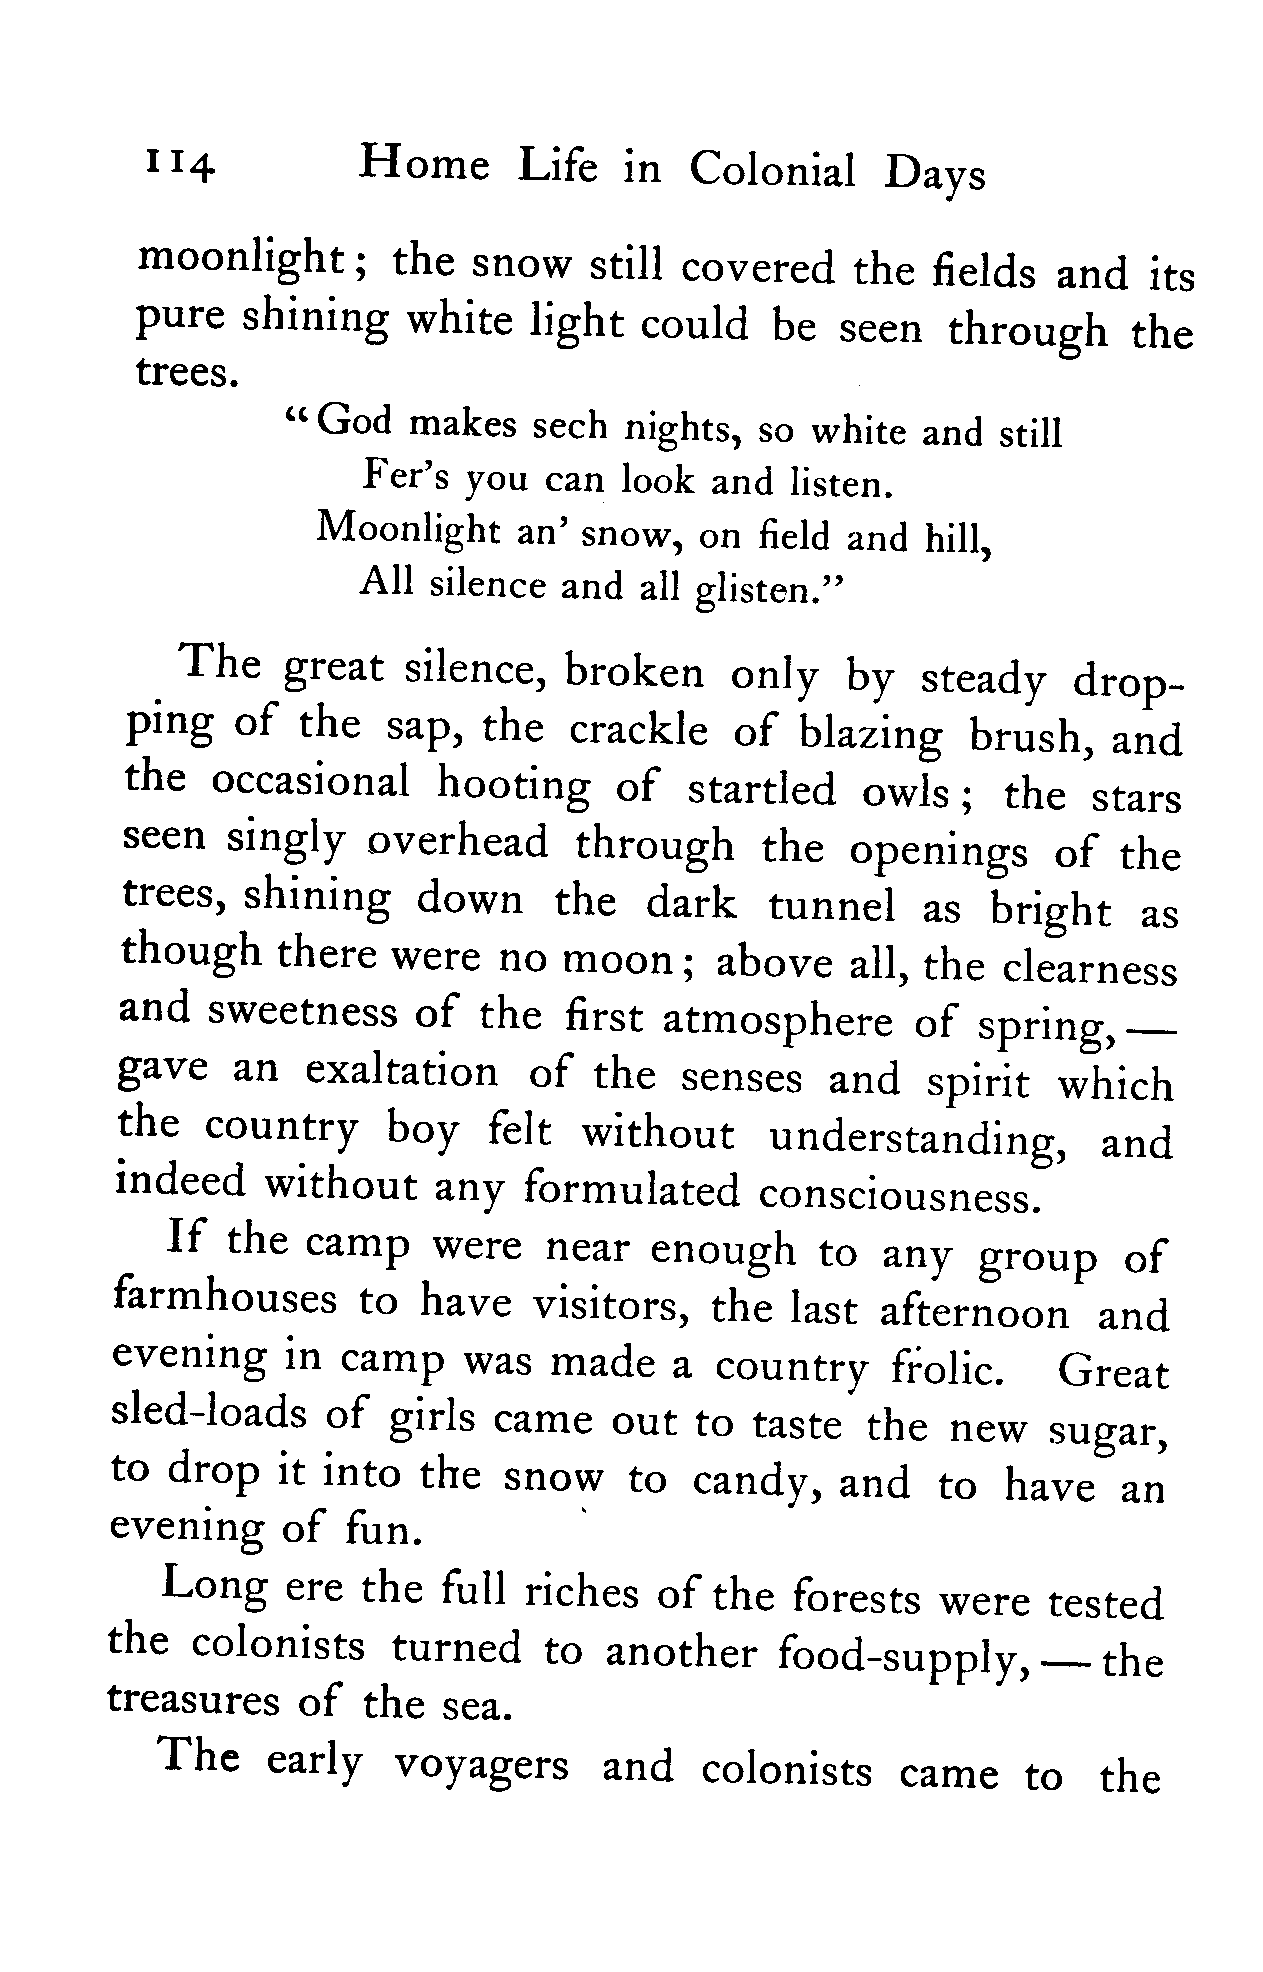 114 Home Life in Colonial Days
moonlight; the snow still covered the fields and its
pure shining white light could be seen through the
trees.
“God makes sech nights, so white and still
Fer’s you can look and listen.
Moonlight an’ snow, on field and hill,
All silence and all glisten.”
The great silence, broken only by steady drop-
ping of the sap, the crackle of blazing brush, and
the occasional hooting of startled owls; the stars
seen singly overhead through the openings of the
trees, shining down the dark tunnel as bright as
though there were no moon; above all, the clearness
and sweetness of the first atmosphere of spring,—
gave an exaltation of the senses and spirit which
the country boy felt without understanding, and
indeed without any formulated consciousness.
If the camp were near enough to any group of
farmhouses to have visitors, the last afternoon and
evening in camp was made a country frolic. Great
sled-loads of girls came out to taste the new sugar,
to drop it into the snow to candy, and to have an
evening of fun.
Long ere the full riches of the forests were tested
the colonists turned to another food-supply,— the
treasures of the sea.
The early voyagers and colonists came to the